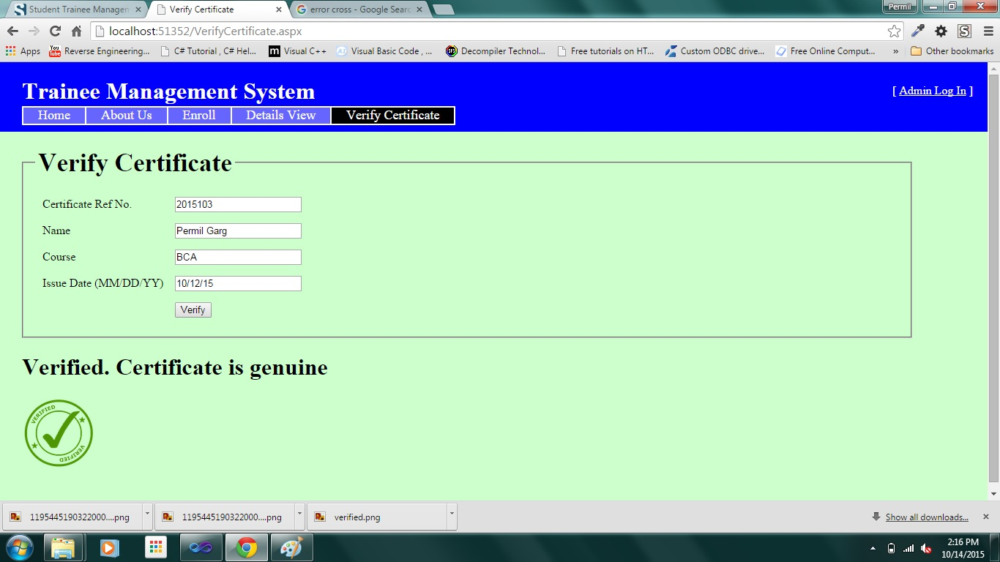 Student Trainee Managem
Verify Certificate
error cross - Google Searc
Permil
localhost:51352/VerifyCertificate.aspx
Apps
Reverse Engineering...
C# Tutorial , C# Hel...
Visual C++
Visual Basic Code , ...
Decompiler Technol...
Free tutorials on HT...
Custom ODBC drive...
Free Online Comput...
»
Other bookmarks
Trainee Management System
[ Admin Log In ]
Home
About Us
Enroll
Details View
Verify Certificate
Verify Certificate
Certificate Ref No. 2015103
Name Permil Garg
Course BCA
Issue Date (MM/DD/YY) 10/12/15
Verify
Verified. Certificate is genuine
VERIFIED
VERIFIED
1195445190322000....png
1195445190322000....png
verified.png
Show all downloads...
2:16 PM
10/14/2015